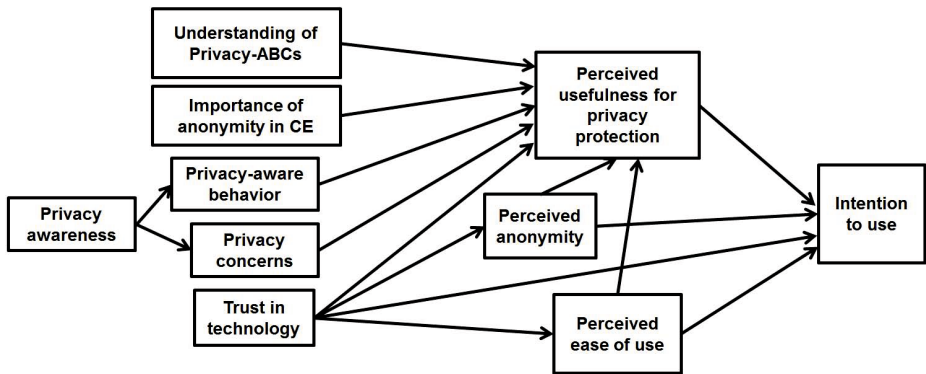 Understanding of
Privacy-ABCs
Importance of
anonymity in CE
Privacy-aware
behavior
Privacy
awareness
Privacy
concerns
Trust in
technology
Perceived
usefulness for
privacy
protection
Perceived
anonymity
Perceived
ease of use
Intention
to use